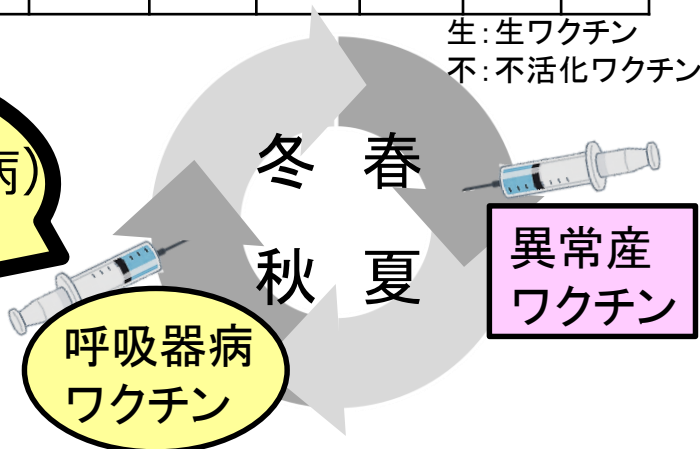 生：生ワクチン
不：不活化ワクチン
病）
冬 春
秋 夏
異常産
ワクチン
呼吸器病
ワクチン